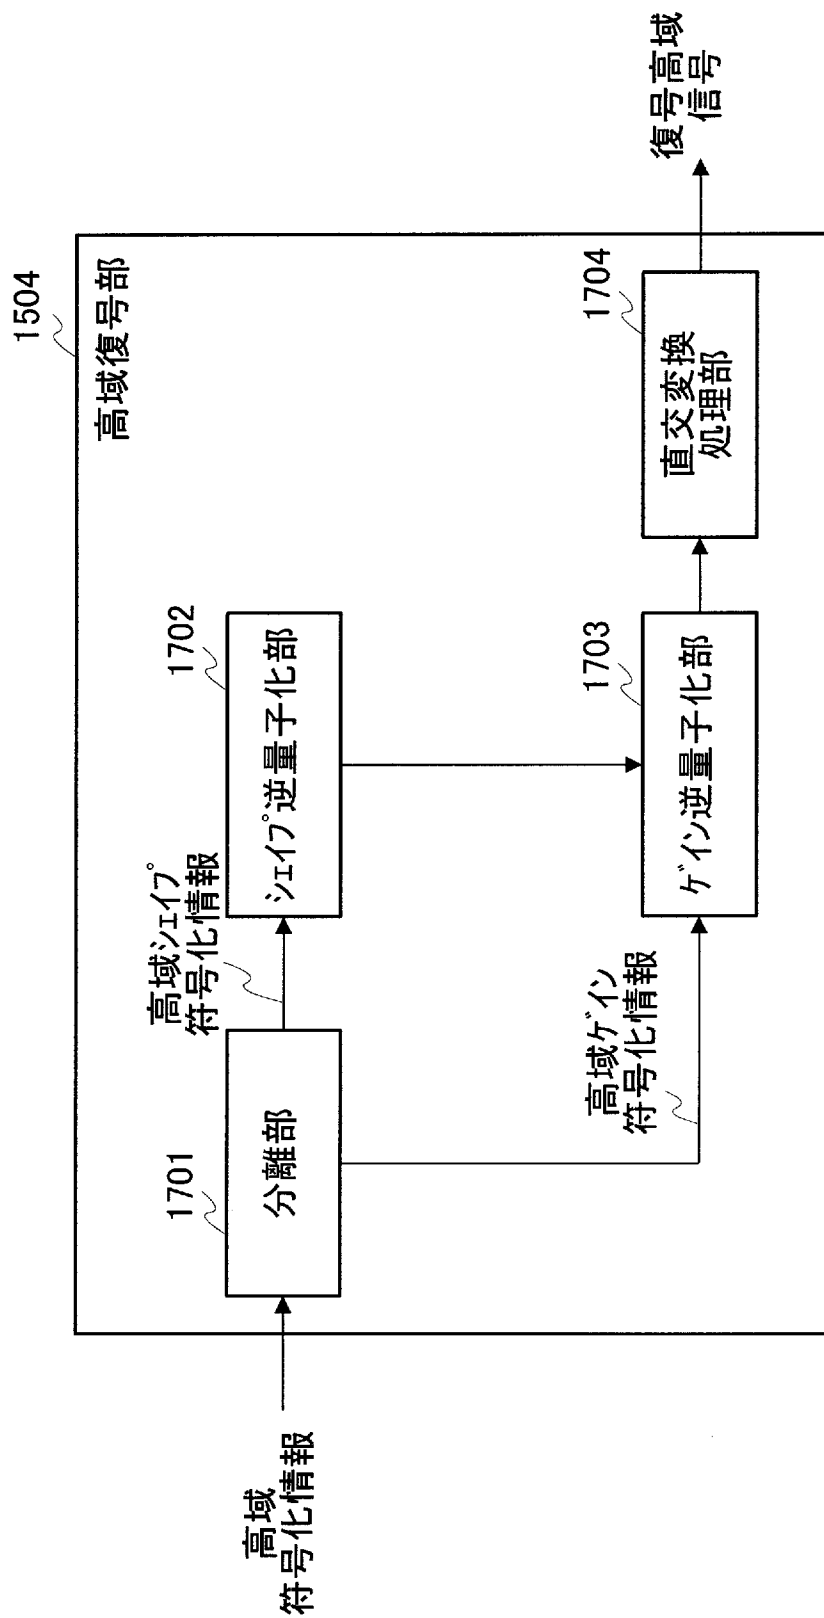 1504
高域復号部
高域
符号化情報
1701
分離部
高域シェイプ
符号化情報
1702
シェイプ逆量子化部
高域ゲイン
符号化情報
1703
ゲイン逆量子化部
1704
直交変換
処理部
復号高域
信号